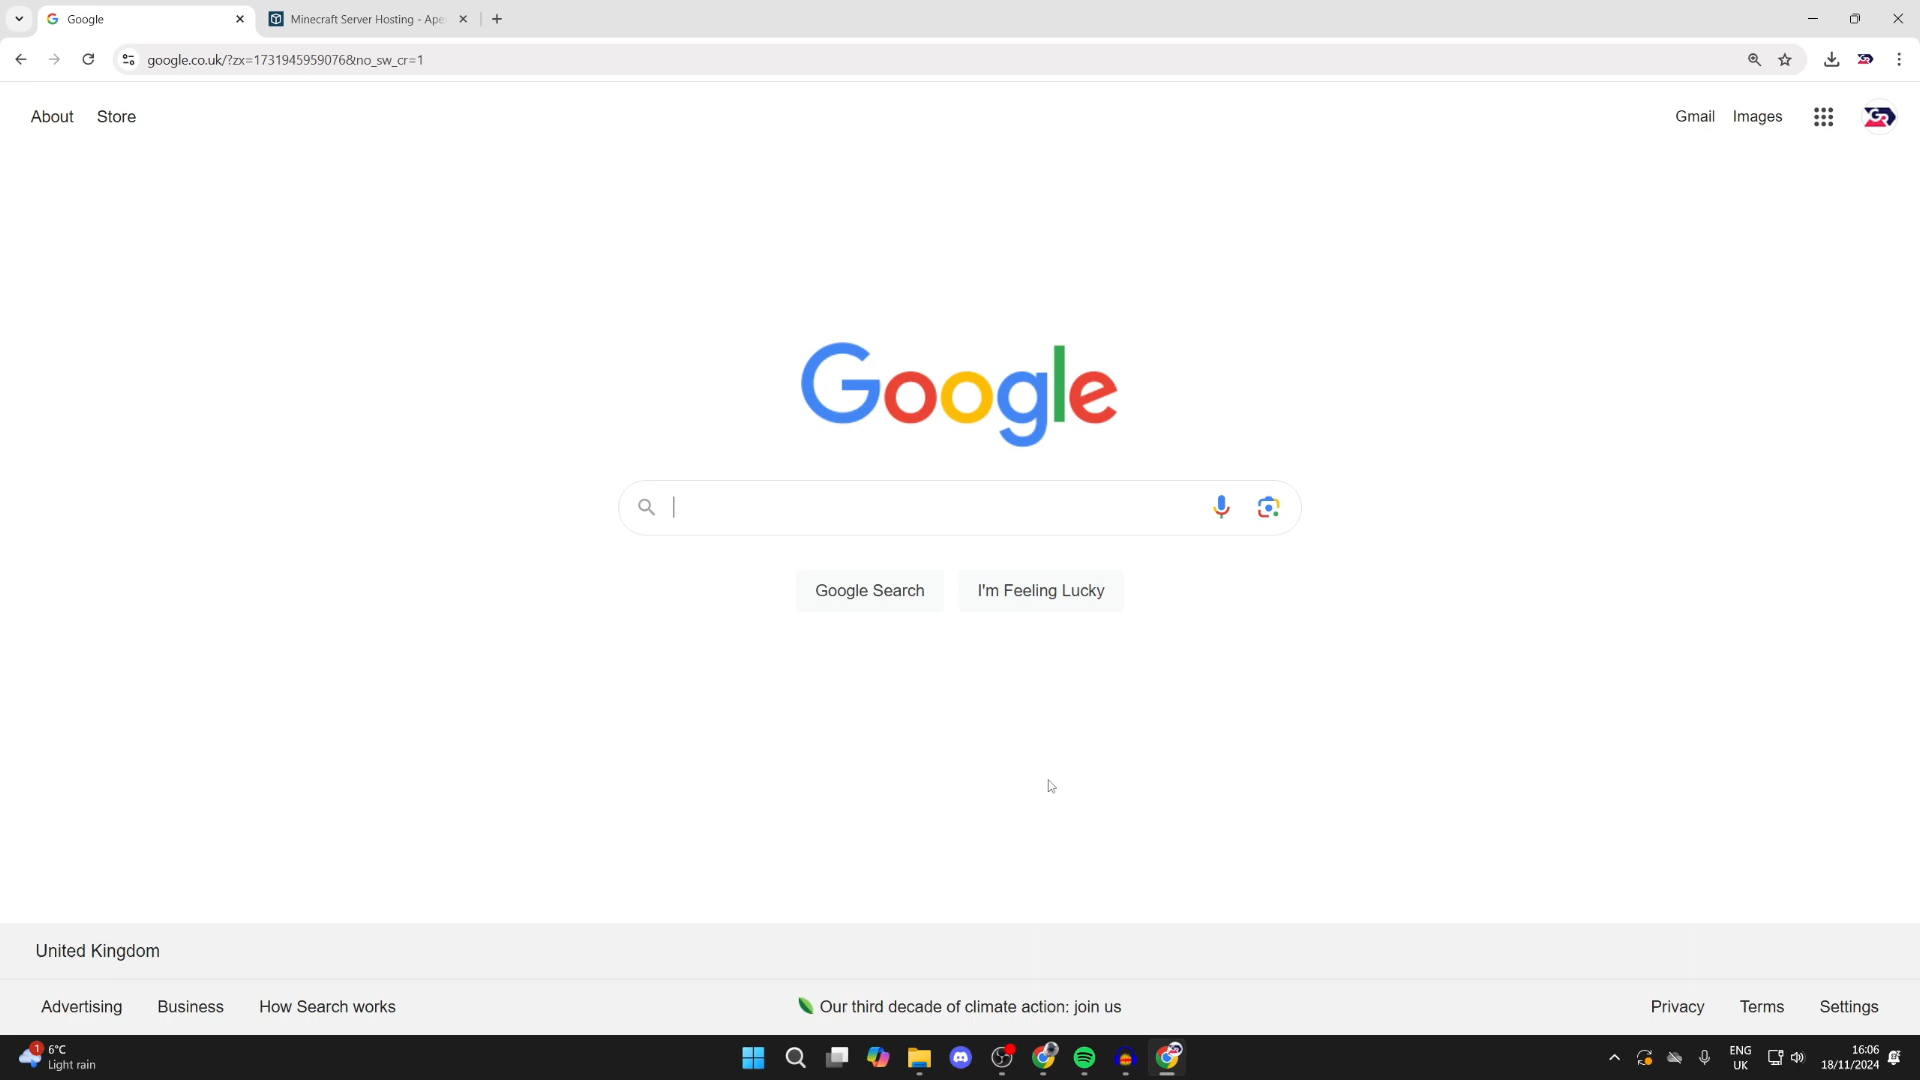 Google
Minecraft Server Hosting - Ape
google.co.uk/?zx=1731945959076&no_sw_cr=1
About Store
Gmail Images
GR
Google
Google Search I'm Feeling Lucky
United Kingdom
Advertising Business How Search works
Our third decade of climate action: join us
Privacy Terms Settings
1
6°C
Light rain
ENG
UK
16:06
18/11/2024